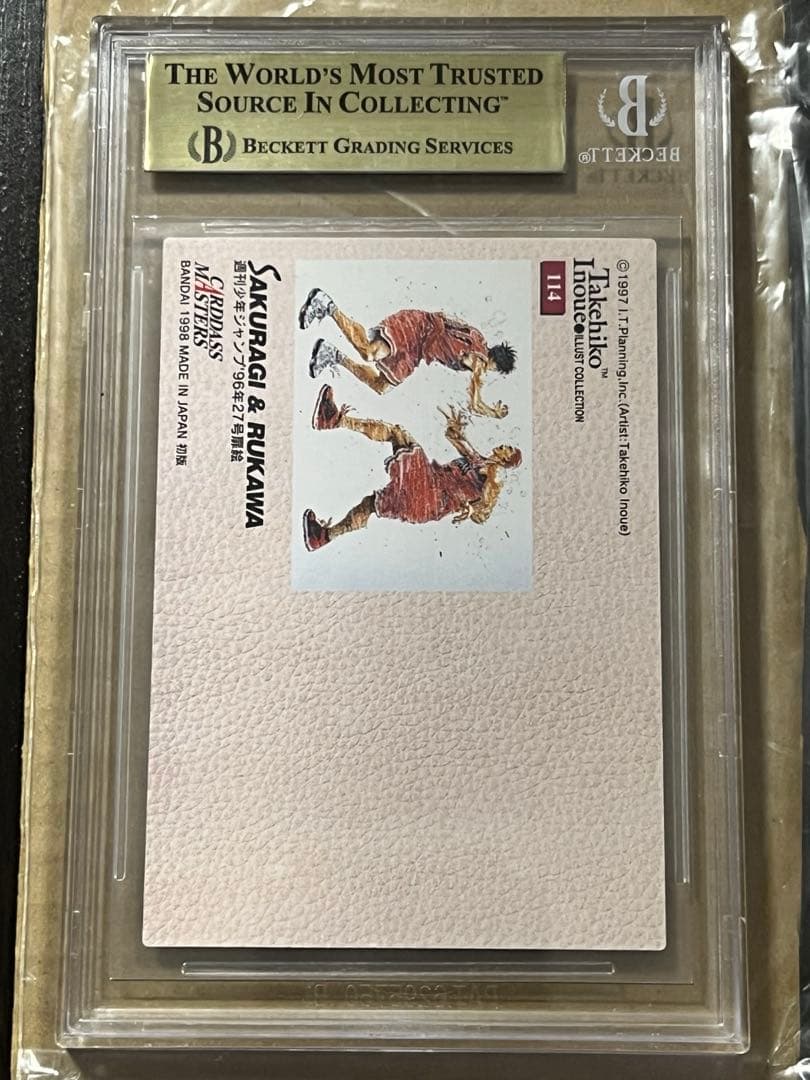 THE WORLD'S MOST TRUSTED
SOURCE IN COLLECTING™
B BECKETT GRADING SERVICES
B
BECKETT®
©1997 I.T.Planning,Inc.(Artist:Takehiko Inoue)
Takehiko™
Inoue●ILLUST COLLECTION
114
SAKURAGI & RUKAWA
週刊少年ジャンプ'96年27号扉絵
CARDDASS
MASTERS
BANDAI 1998 MADE IN JAPAN 初版